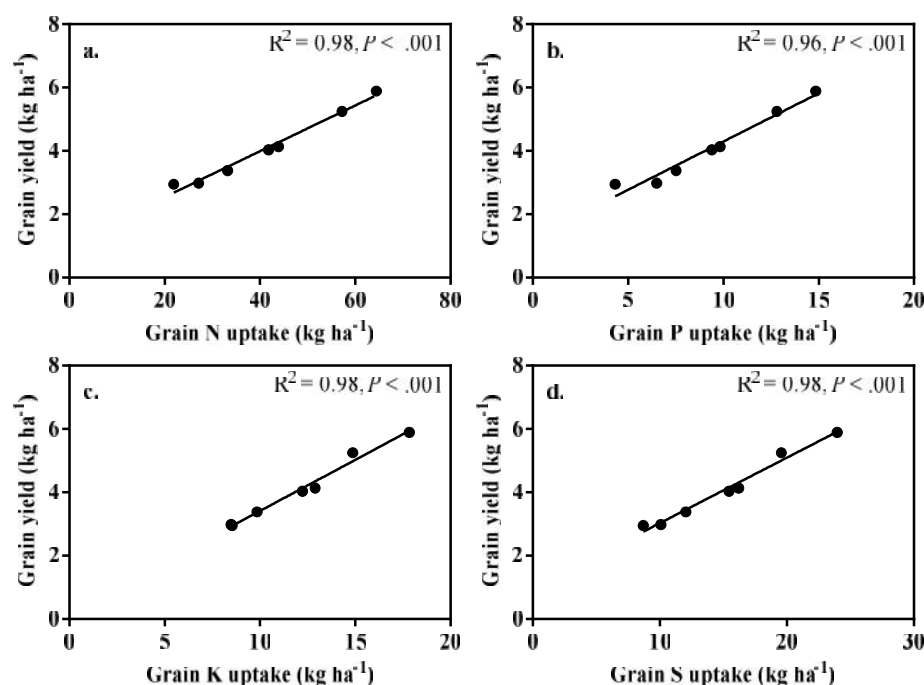 a.
R² = 0.98, P < .001
Grain yield (kg ha⁻¹)
8
6
4
2
0
0 20 40 60 80
Grain N uptake (kg ha⁻¹)
b.
R² = 0.96, P < .001
Grain yield (kg ha⁻¹)
8
6
4
2
0
0 5 10 15 20
Grain P uptake (kg ha⁻¹)
c.
R² = 0.98, P < .001
Grain yield (kg ha⁻¹)
8
6
4
2
0
0 5 10 15 20
Grain K uptake (kg ha⁻¹)
d.
R² = 0.98, P < .001
Grain yield (kg ha⁻¹)
8
6
4
2
0
0 10 20 30
Grain S uptake (kg ha⁻¹)